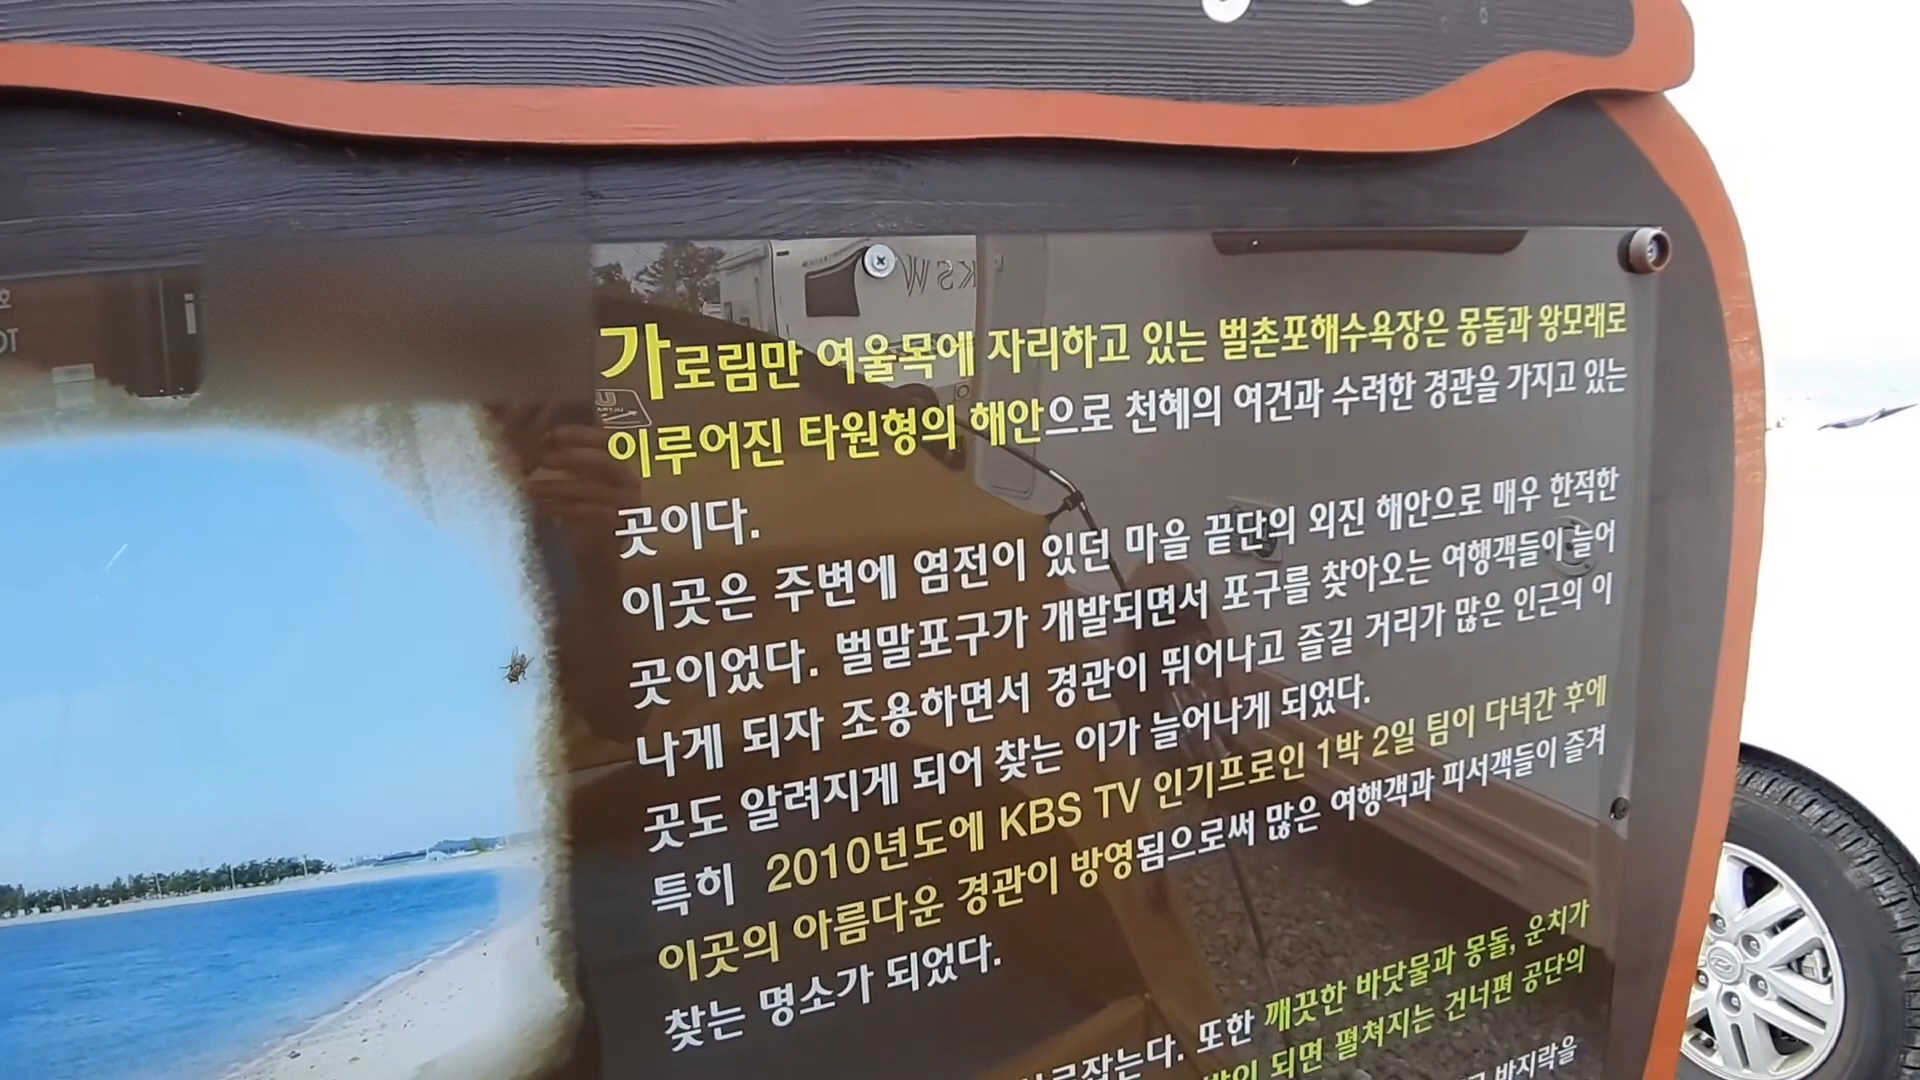 가로림만 여울목에 자리하고 있는 벌촌포해수욕장은 몽돌과 왕모래로
이루어진 타원형의 해안으로 천혜의 여건과 수려한 경관을 가지고 있는
곳이다.
이곳은 주변에 염전이 있던 마을 끝단의 외진 해안으로 매우 한적한
곳이었다. 벌말포구가 개발되면서 포구를 찾아오는 여행객들이 늘어
나게 되자 조용하면서 경관이 뛰어나고 즐길 거리가 많은 인근의 이
곳도 알려지게 되어 찾는 이가 늘어나게 되었다.
특히 2010년도에 KBS TV 인기프로인 1박 2일 팀이 다녀간 후에
이곳의 아름다운 경관이 방영됨으로써 많은 여행객과 피서객들이 즐겨
찾는 명소가 되었다.
또한 깨끗한 바닷물과 몽돌, 운치가
되면 펼쳐지는 건너편 공단의
바지락을